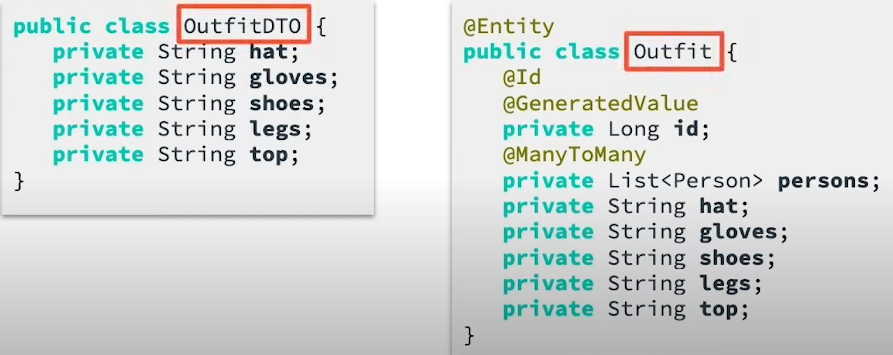 public class OutfitDTO {
private String hat;
private String gloves;
private String shoes;
private String legs;
private String top;
}
@Entity
public class Outfit {
@Id
@GeneratedValue
private Long id;
@ManyToMany
private List<Person> persons;
private String hat;
private String gloves;
private String shoes;
private String legs;
private String top;
}